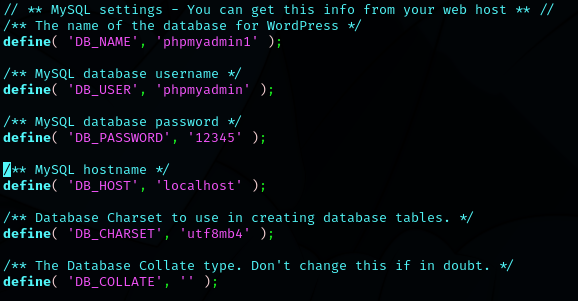 // ** MySQL settings - You can get this info from your web host ** //
/** The name of the database for WordPress */
define( 'DB_NAME', 'phpmyadmin1' );
/** MySQL database username */
define( 'DB_USER', 'phpmyadmin' );
/** MySQL database password */
define( 'DB_PASSWORD', '12345' );
/** MySQL hostname */
define( 'DB_HOST', 'localhost' );
/** Database Charset to use in creating database tables. */
define( 'DB_CHARSET', 'utf8mb4' );
/** The Database Collate type. Don't change this if in doubt. */
define( 'DB_COLLATE', '' );